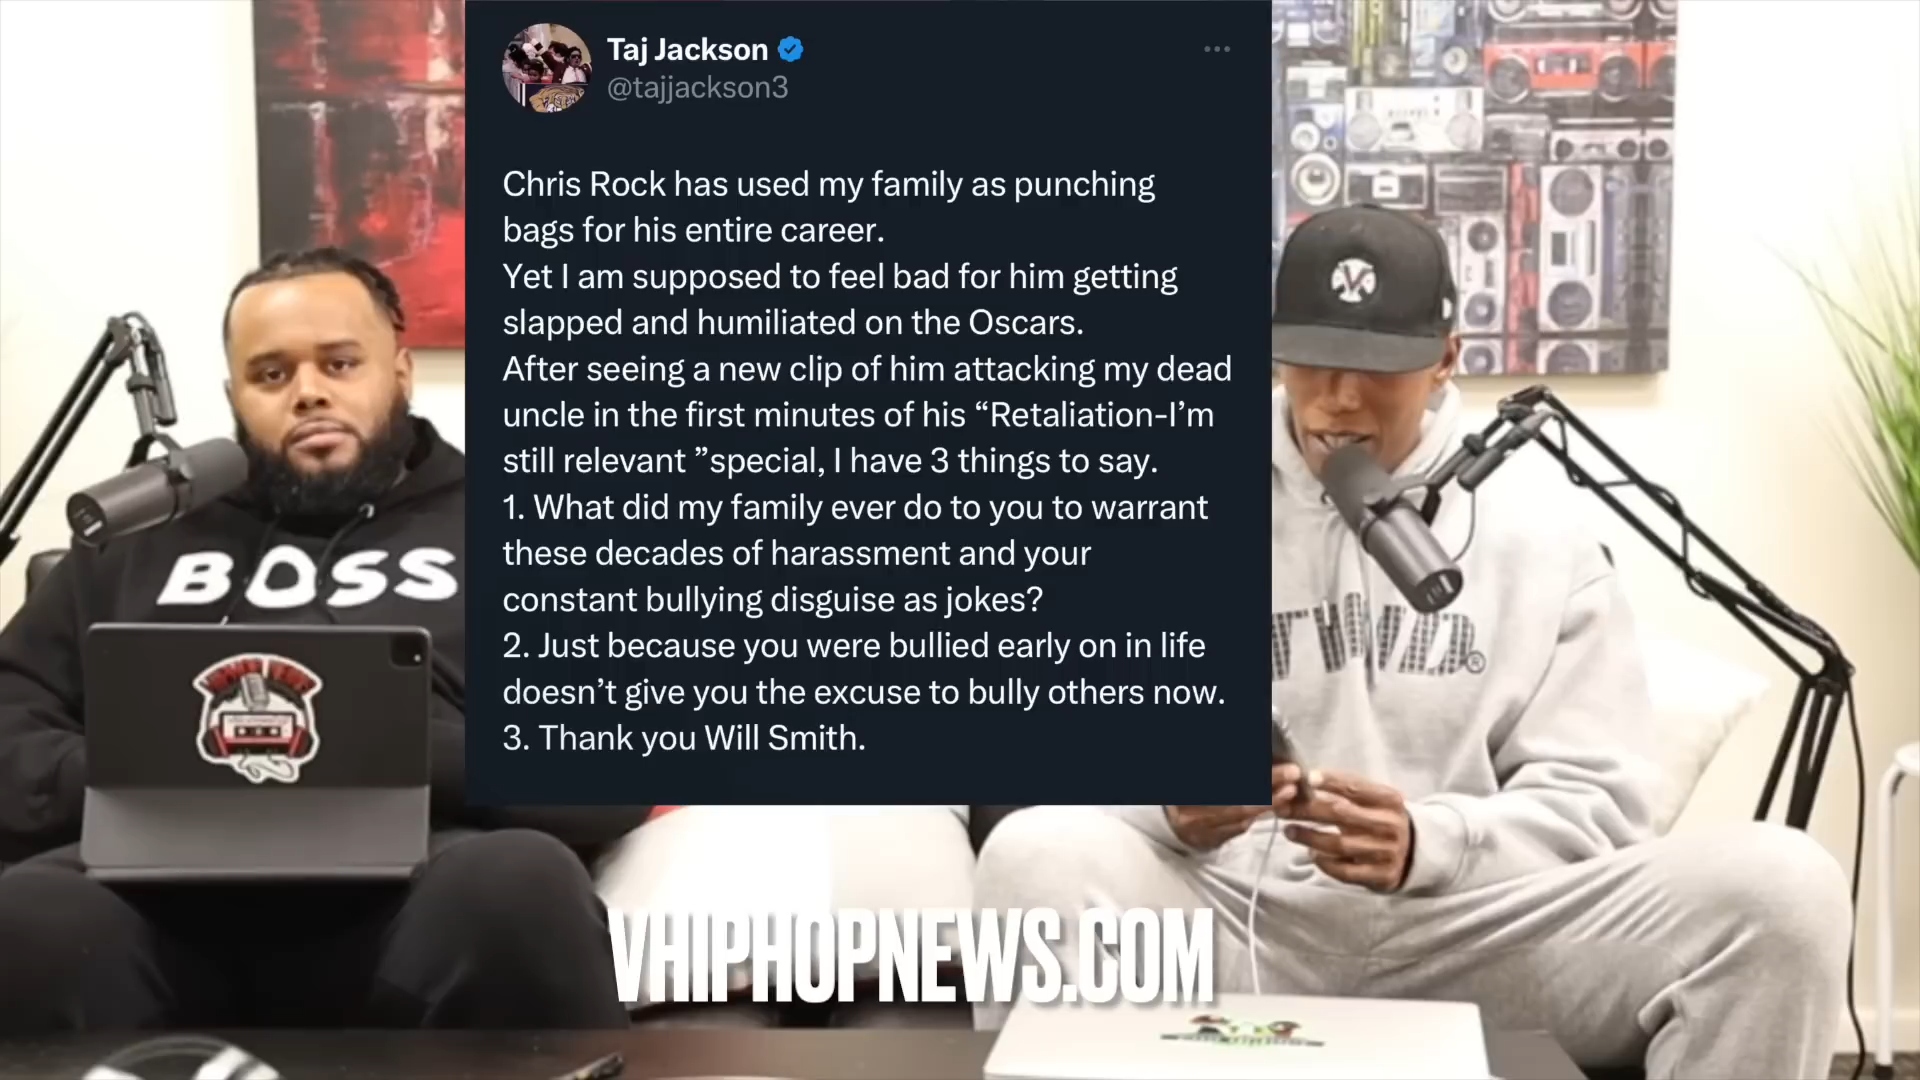 Taj Jackson
@tajjackson3
Chris Rock has used my family as punching
bags for his entire career.
Yet I am supposed to feel bad for him getting
slapped and humiliated on the Oscars.
After seeing a new clip of him attacking my dead
uncle in the first minutes of his “Retaliation-I’m
still relevant ”special, I have 3 things to say.
1. What did my family ever do to you to warrant
these decades of harassment and your
constant bullying disguise as jokes?
2. Just because you were bullied early on in life
doesn’t give you the excuse to bully others now.
3. Thank you Will Smith.
BOSS
TWD®
VHIPHOPNEWS.COM